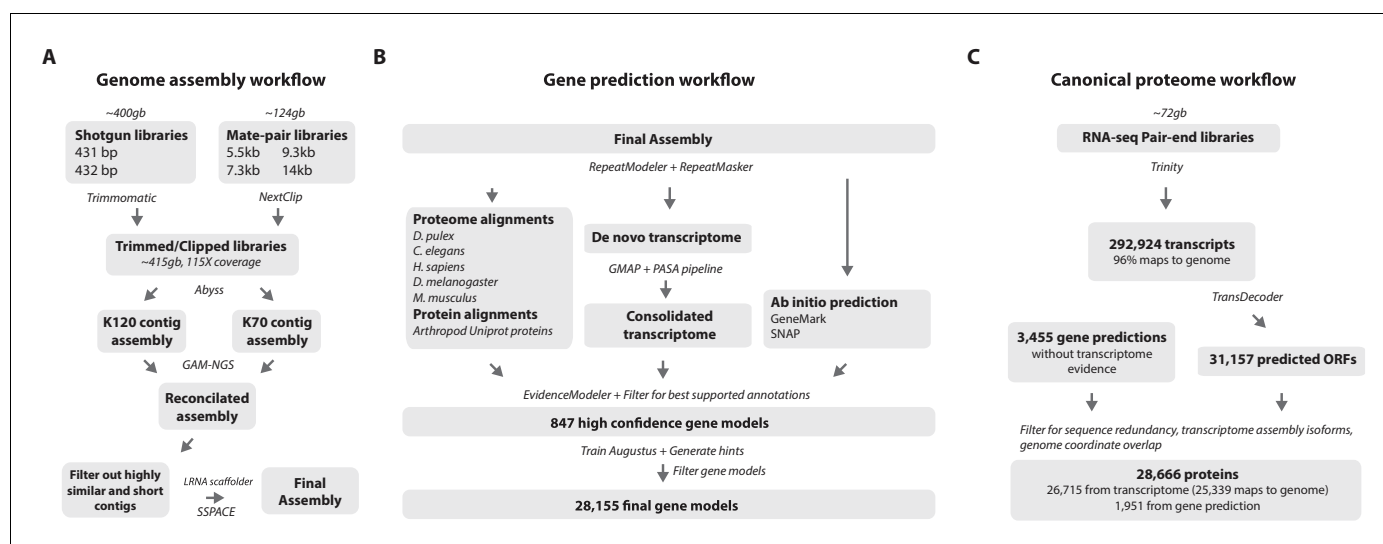 A
Genome assembly workflow
~400gb
~124gb
Shotgun libraries
431 bp
432 bp
Mate-pair libraries
5.5kb 9.3kb
7.3kb 14kb
Trimmomatic
NextClip
Trimmed/Clipped libraries
~415gb, 115X coverage
Abyss
K120 contig
assembly
K70 contig
assembly
GAM-NGS
Reconcilated
assembly
Filter out highly
similar and short
contigs
LRNA scaffolder
SSPACE
Final
Assembly
B
Gene prediction workflow
Final Assembly
RepeatModeler + RepeatMasker
Proteome alignments
D. pulex
C. elegans
H. sapiens
D. melanogaster
M. musculus
Protein alignments
Arthropod Uniprot proteins
De novo transcriptome
GMAP + PASA pipeline
Consolidated
transcriptome
Ab initio prediction
GeneMark
SNAP
EvidenceModeler + Filter for best supported annotations
847 high confidence gene models
Train Augustus + Generate hints
Filter gene models
28,155 final gene models
C
Canonical proteome workflow
~72gb
RNA-seq Pair-end libraries
Trinity
292,924 transcripts
96% maps to genome
TransDecoder
3,455 gene predictions
without transcriptome
evidence
31,157 predicted ORFs
Filter for sequence redundancy, transcriptome assembly isoforms,
genome coordinate overlap
28,666 proteins
26,715 from transcriptome (25,339 maps to genome)
1,951 from gene prediction